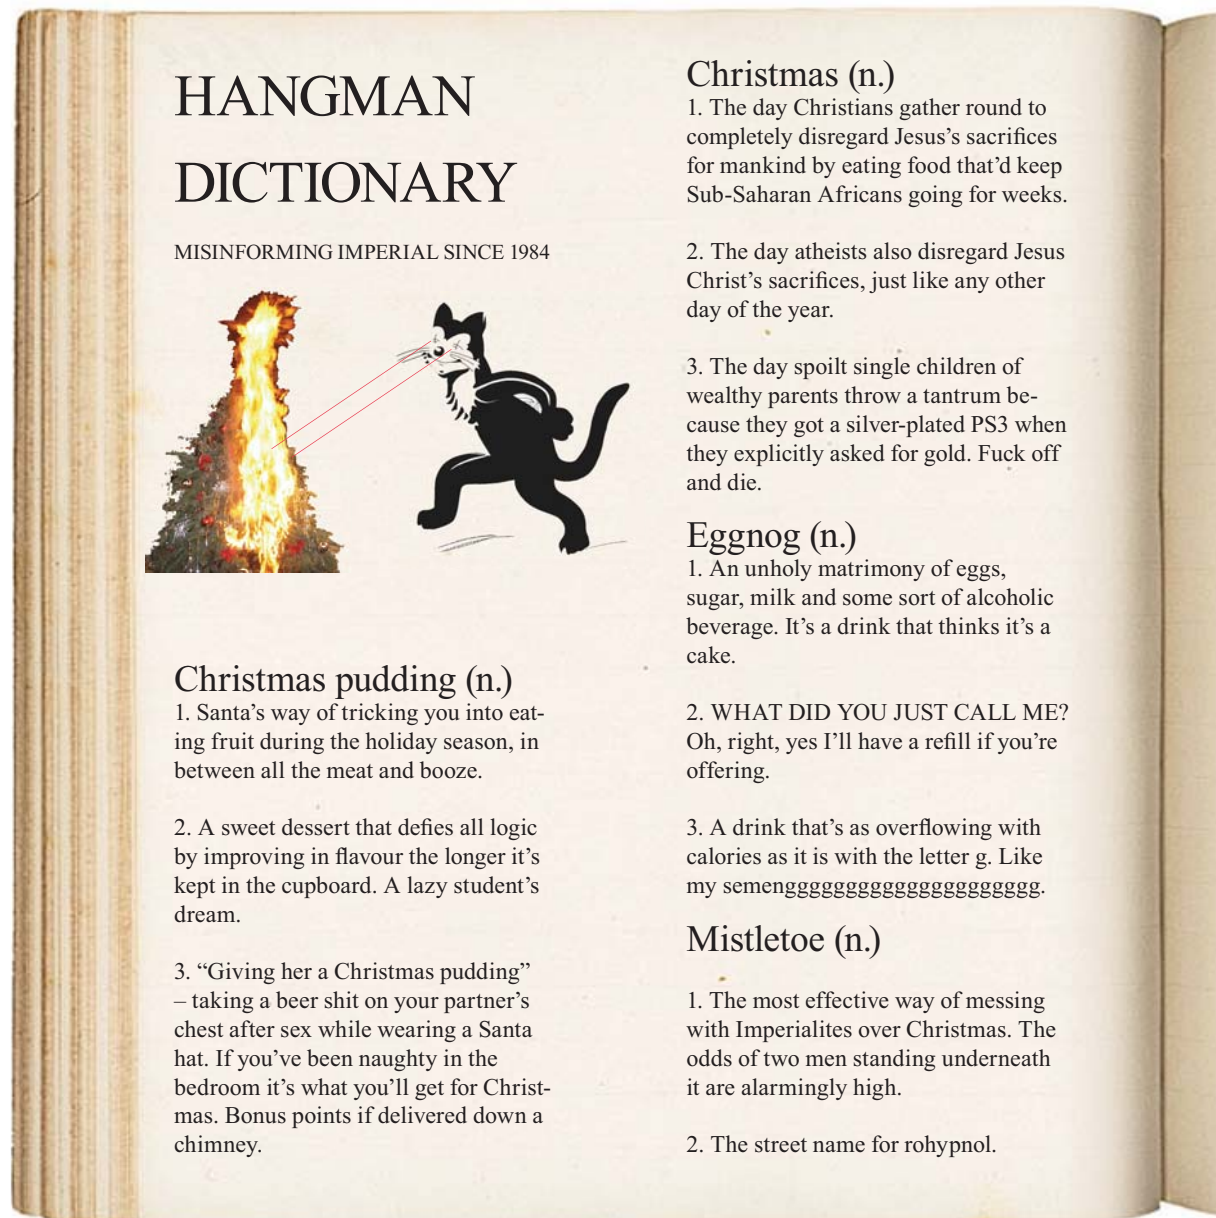 HANGMAN
DICTIONARY
MISINFORMING IMPERIAL SINCE 1984
Christmas pudding (n.)
1. Santa's way of tricking you into eat-
ing fruit during the holiday season, in
between all the meat and booze.
2. A sweet dessert that defies all logic
by improving in flavour the longer it's
kept in the cupboard. A lazy student's
dream.
3. “Giving her a Christmas pudding”
– taking a beer shit on your partner's
chest after sex while wearing a Santa
hat. If you've been naughty in the
bedroom it's what you'll get for Christ-
mas. Bonus points if delivered down a
chimney.
Christmas (n.)
1. The day Christians gather round to
completely disregard Jesus's sacrifices
for mankind by eating food that'd keep
Sub-Saharan Africans going for weeks.
2. The day atheists also disregard Jesus
Christ's sacrifices, just like any other
day of the year.
3. The day spoilt single children of
wealthy parents throw a tantrum be-
cause they got a silver-plated PS3 when
they explicitly asked for gold. Fuck off
and die.
Eggnog (n.)
1. An unholy matrimony of eggs,
sugar, milk and some sort of alcoholic
beverage. It's a drink that thinks it's a
cake.
2. WHAT DID YOU JUST CALL ME?
Oh, right, yes I'll have a refill if you're
offering.
3. A drink that's as overflowing with
calories as it is with the letter g. Like
my semenggggggggggggggggggggg.
Mistletoe (n.)
1. The most effective way of messing
with Imperialites over Christmas. The
odds of two men standing underneath
it are alarmingly high.
2. The street name for rohypnol.